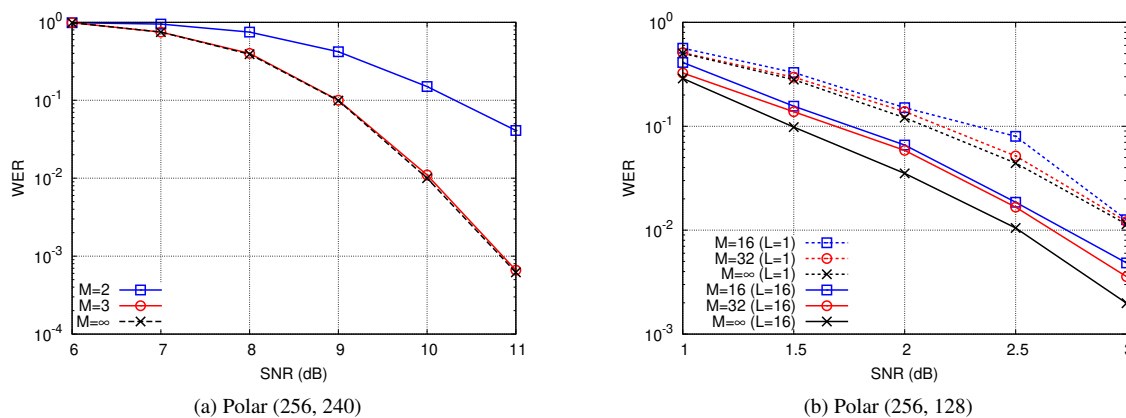 10^0
10^-1
10^-2
10^-3
10^-4
WER
M=2
M=3
M=∞
6 7 8 9 10 11
SNR (dB)
(a) Polar (256, 240)
10^0
10^-1
10^-2
10^-3
WER
M=16 (L=1)
M=32 (L=1)
M=∞ (L=1)
M=16 (L=16)
M=32 (L=16)
M=∞ (L=16)
1 1.5 2 2.5 3
SNR (dB)
(b) Polar (256, 128)